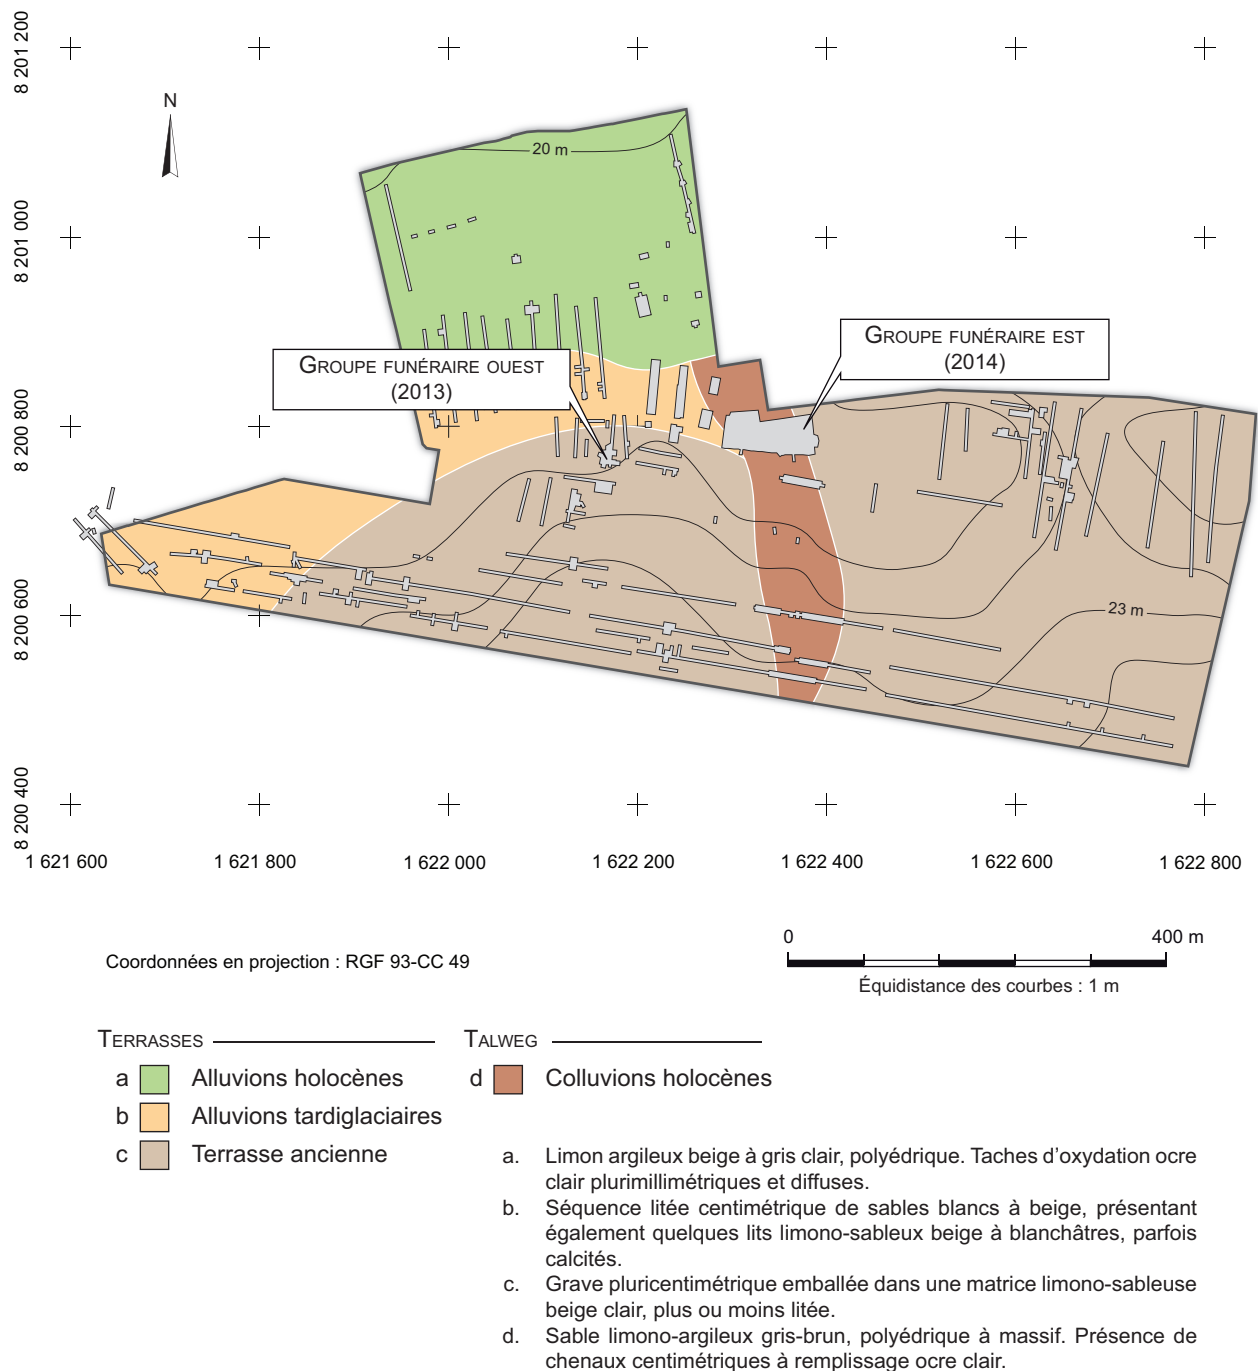 8 201 200
N
20 m
8 201 000
GROUPE FUNÉRAIRE EST
(2014)
GROUPE FUNÉRAIRE OUEST
(2013)
8 200 800
8 200 600
23 m
8 200 400
1 621 600
1 621 800
1 622 000
1 622 200
1 622 400
1 622 600
1 622 800
0
400 m
Coordonnées en projection : RGF 93-CC 49
Équidistance des courbes : 1 m
TERRASSES
a Alluvions holocènes
b Alluvions tardiglaciaires
c Terrasse ancienne
TALWEG
d Colluvions holocènes
a. Limon argileux beige à gris clair, polyédrique. Taches d’oxydation ocre
clair plurimillimétriques et diffuses.
b. Séquence litée centimétrique de sables blancs à beige, présentant
également quelques lits limono-sableux beige à blanchâtres, parfois
calcités.
c. Grave pluricentimétrique emballée dans une matrice limono-sableuse
beige clair, plus ou moins litée.
d. Sable limono-argileux gris-brun, polyédrique à massif. Présence de
chenaux centimétriques à remplissage ocre clair.